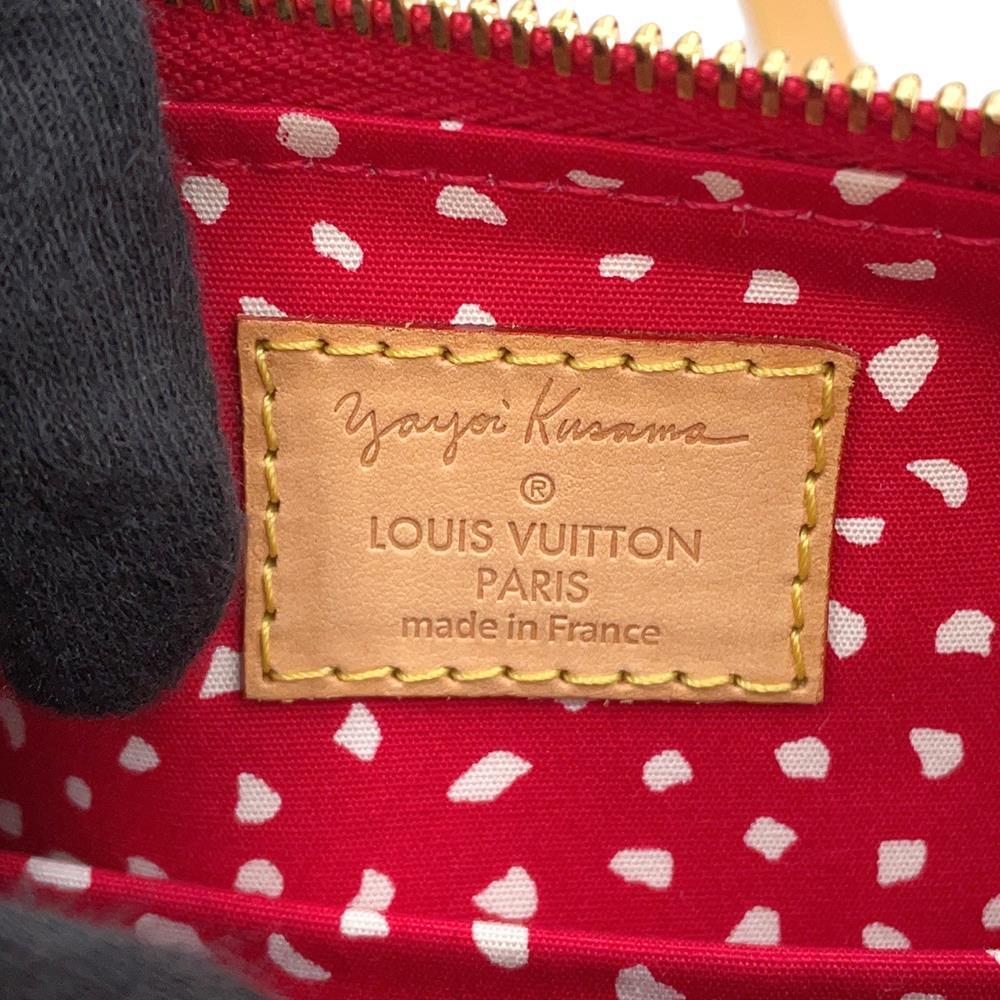 Yayoi Kusama
®
LOUIS VUITTON
PARIS
made in France